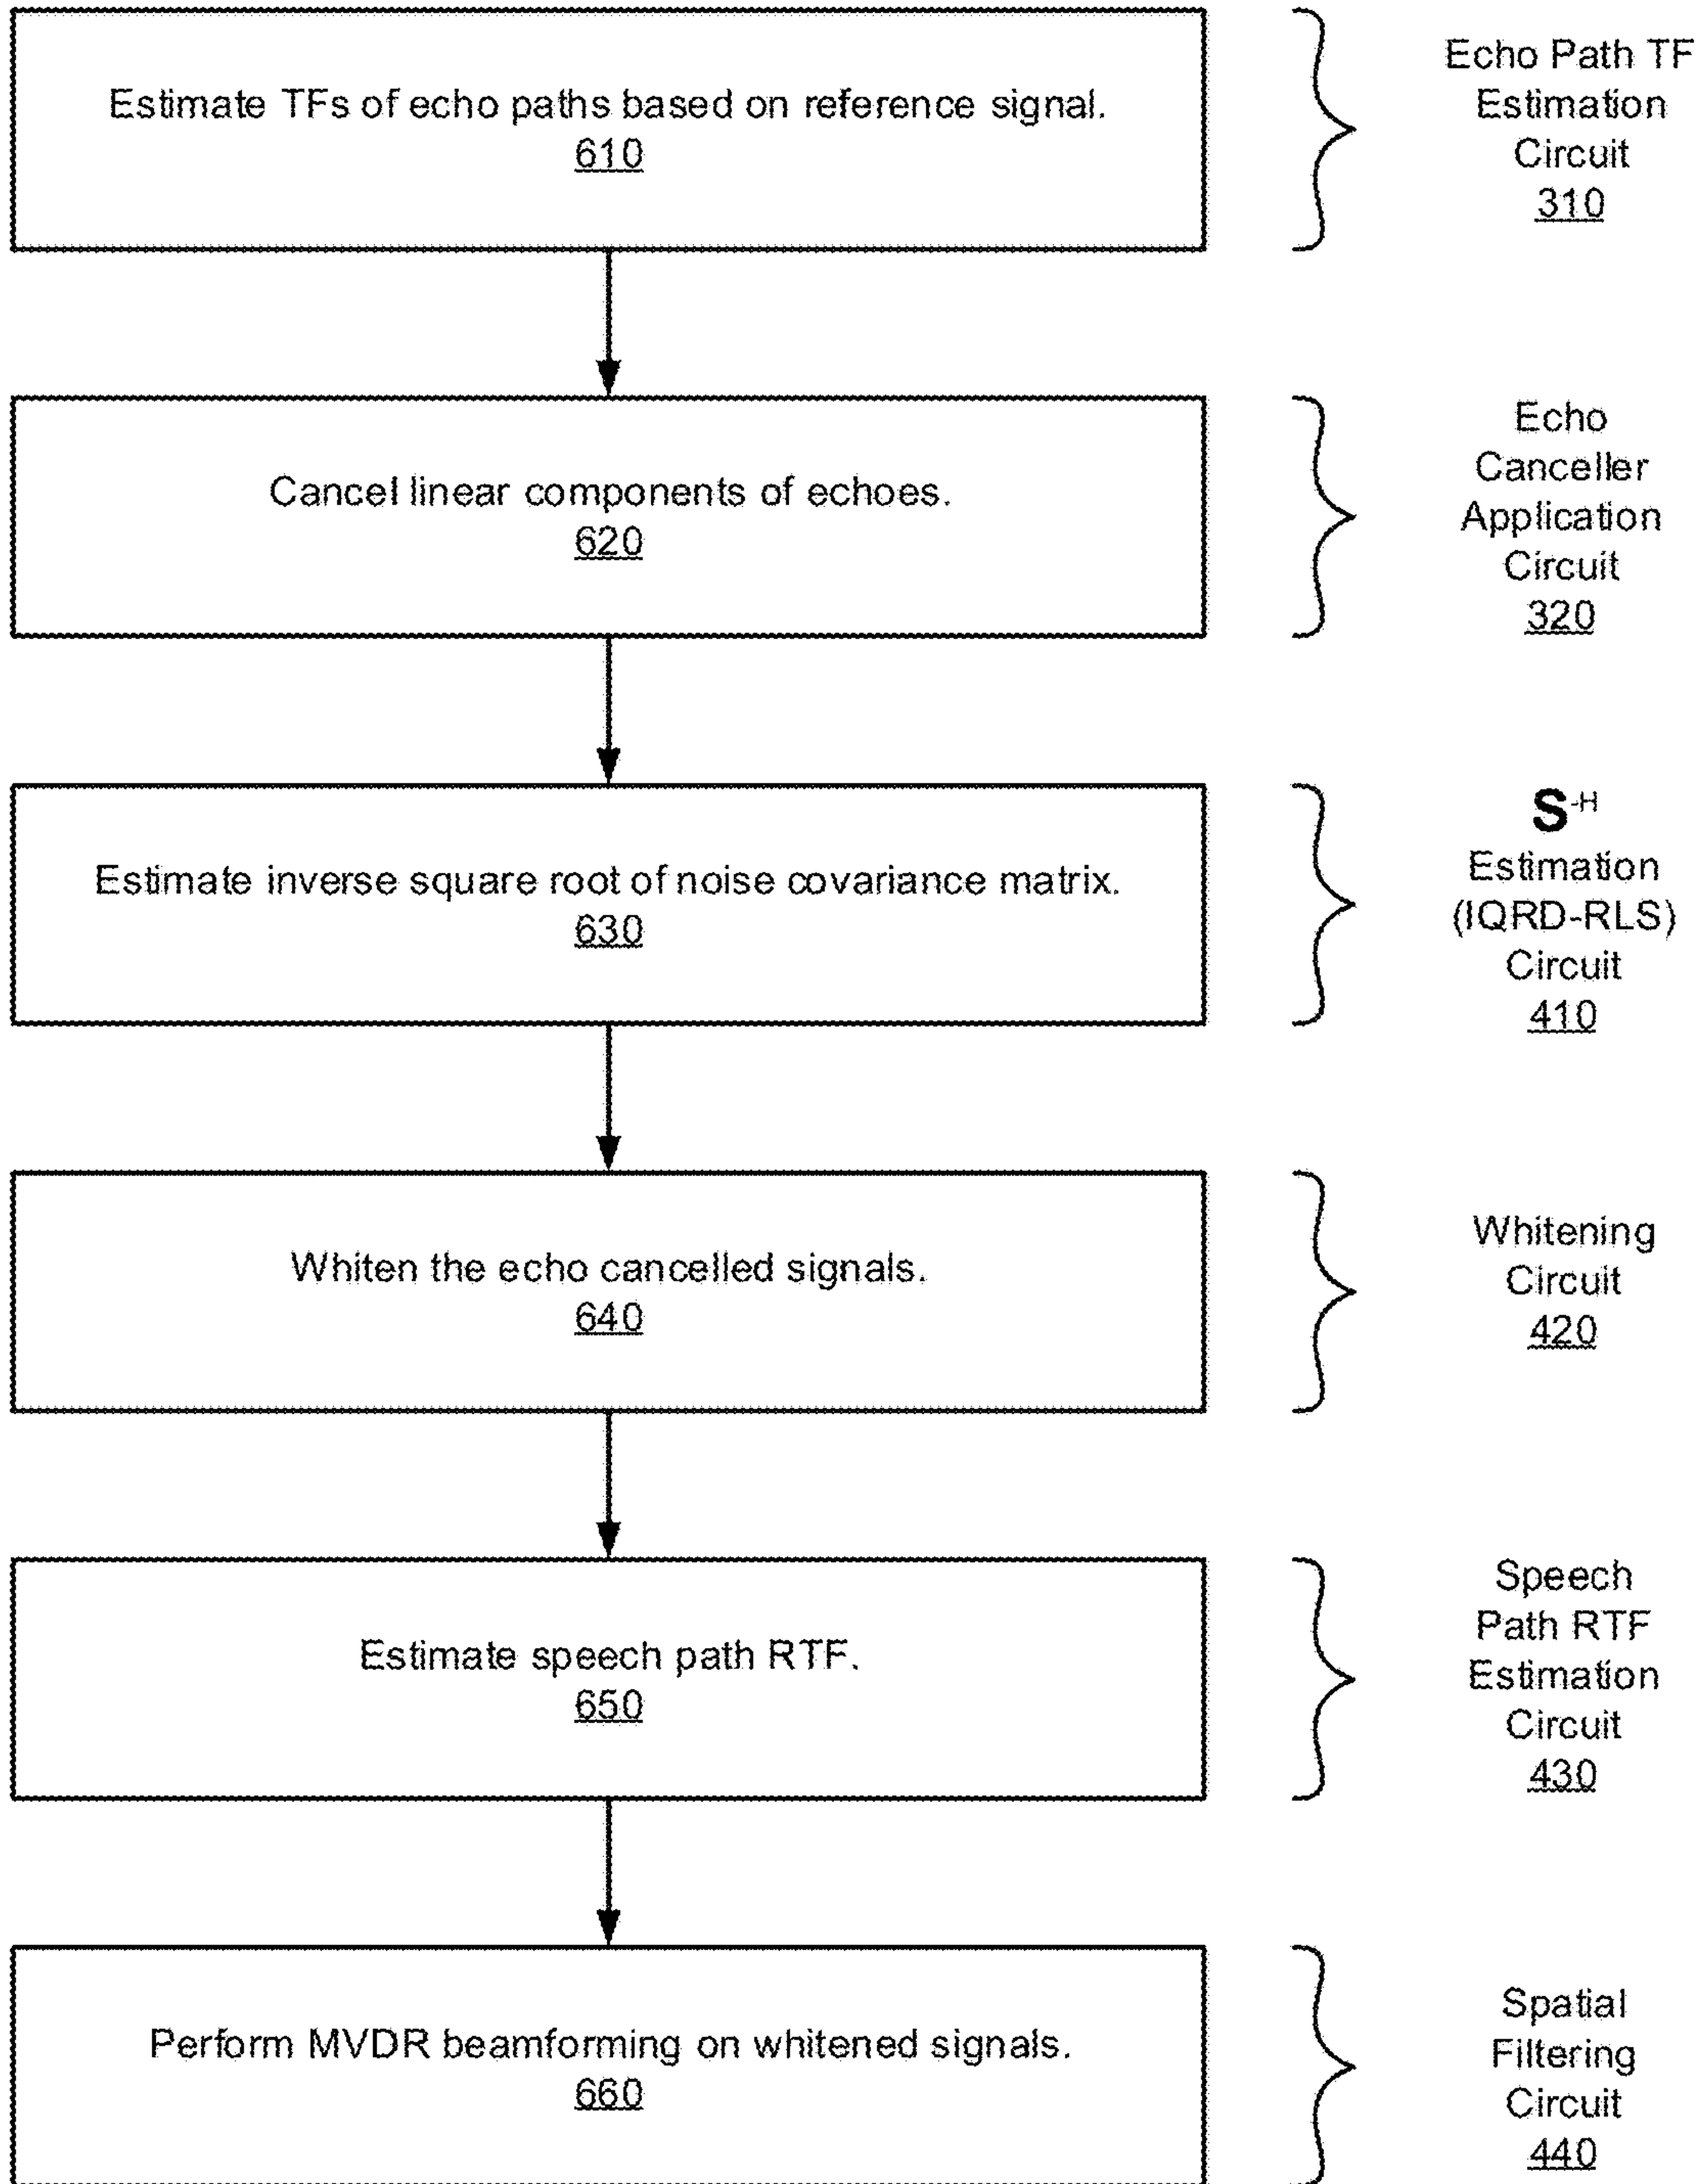 Estimate TFs of echo paths based on reference signal.
610
Echo Path TF
Estimation
Circuit
310
Cancel linear components of echoes.
620
Echo
Canceller
Application
Circuit
320
Estimate inverse square root of noise covariance matrix.
630
S-H
Estimation
(IQRD-RLS)
Circuit
410
Whiten the echo cancelled signals.
640
Whitening
Circuit
420
Estimate speech path RTF.
650
Speech
Path RTF
Estimation
Circuit
430
Perform MVDR beamforming on whitened signals.
660
Spatial
Filtering
Circuit
440